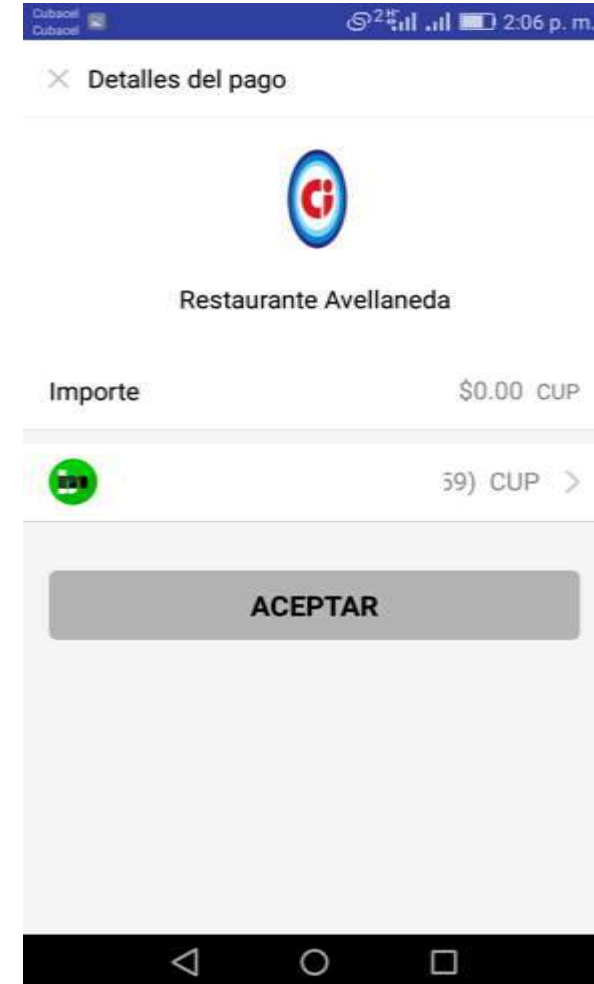 Cubacel
Cubacel
2:06 p. m.
Detalles del pago
Restaurante Avellaneda
Importe
$0.00 CUP
59) CUP
ACEPTAR